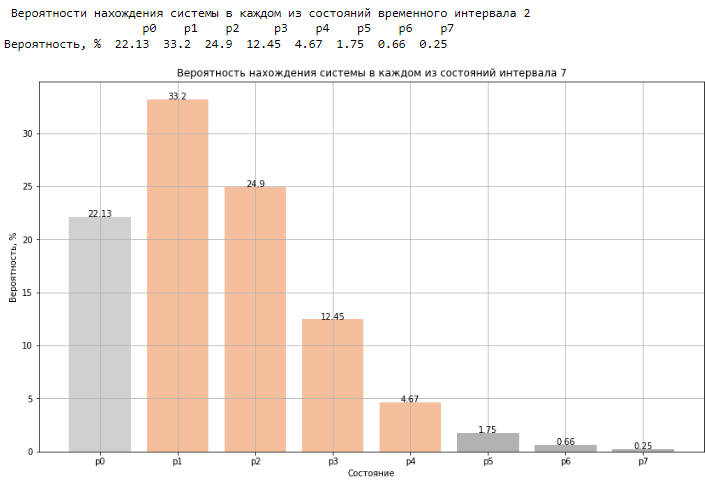 Вероятности нахождения системы в каждом из состояний временного интервала 2
p0 p1 p2 p3 p4 p5 p6 p7
Вероятность, % 22.13 33.2 24.9 12.45 4.67 1.75 0.66 0.25
Вероятность нахождения системы в каждом из состояний интервала 7
33.2
30
25
24.9
22.13
20
15
12.45
10
5
4.67
1.75
0.66
0.25
0
Вероятность, %
p0 p1 p2 p3 p4 p5 p6 p7
Состояние